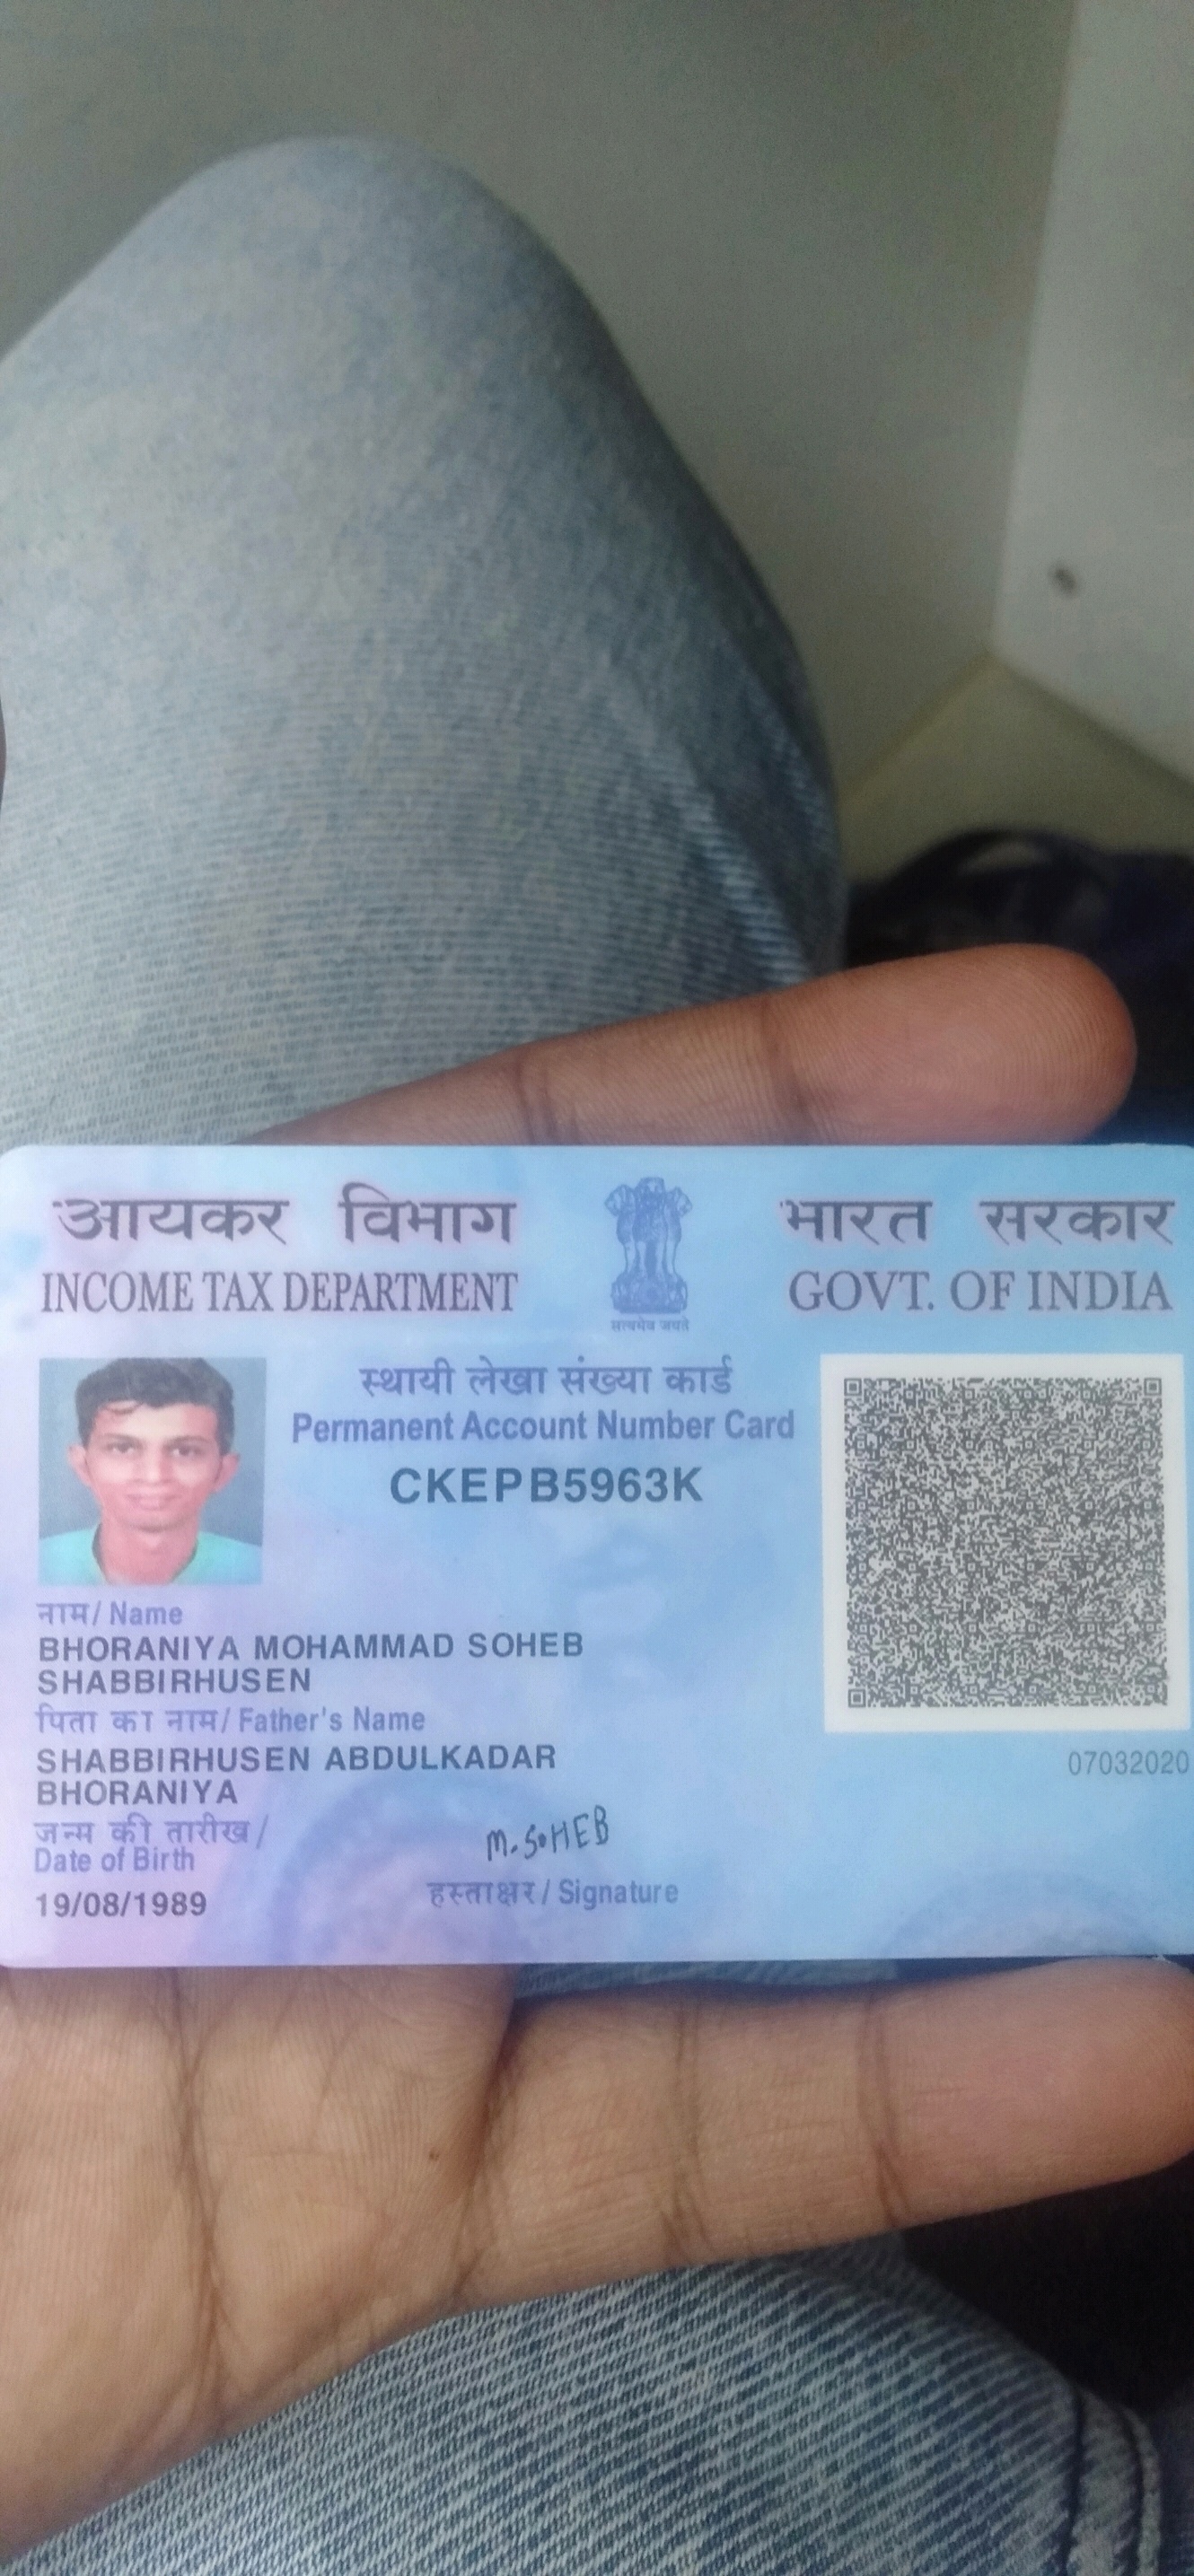 आयकर विभाग
INCOME TAX DEPARTMENT
सत्यमेव जयते
भारत सरकार
GOVT. OF INDIA
स्थायी लेखा संख्या कार्ड
Permanent Account Number Card
CKEPB5963K
नाम/ Name
BHORANIYA MOHAMMAD SOHEB
SHABBIRHUSEN
पिता का नाम/ Father's Name
SHABBIRHUSEN ABDULKADAR
BHORANIYA
07032020
जन्म की तारीख/
Date of Birth
19/08/1989
M.SOHEB
हस्ताक्षर/ Signature